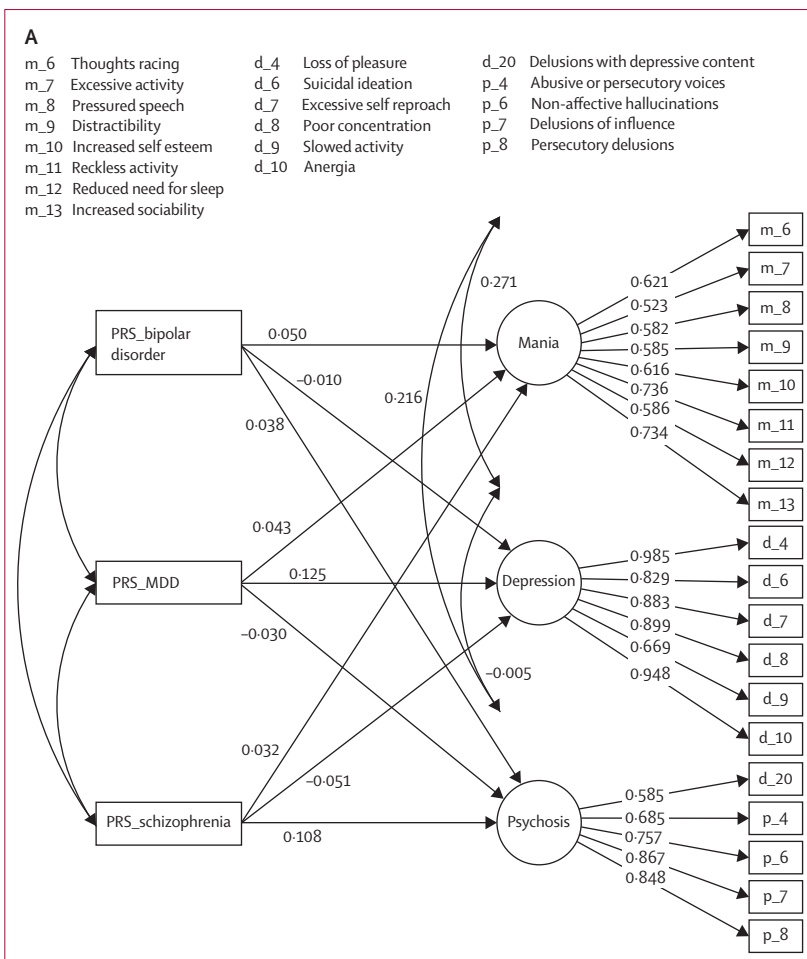 A
m_6 Thoughts racing
m_7 Excessive activity
m_8 Pressured speech
m_9 Distractibility
m_10 Increased self esteem
m_11 Reckless activity
m_12 Reduced need for sleep
m_13 Increased sociability
d_4 Loss of pleasure
d_6 Suicidal ideation
d_7 Excessive self reproach
d_8 Poor concentration
d_9 Slowed activity
d_10 Anergia
d_20 Delusions with depressive content
p_4 Abusive or persecutory voices
p_6 Non-affective hallucinations
p_7 Delusions of influence
p_8 Persecutory delusions
PRS_bipolar
disorder
PRS_MDD
PRS_schizophrenia
0·050
–0·010
0·038
0·043
0·125
–0·030
0·032
–0·051
0·108
0·271
0·216
–0·005
Mania
Depression
Psychosis
0·621
0·523
0·582
0·585
0·616
0·736
0·586
0·734
0·985
0·829
0·883
0·899
0·669
0·948
0·585
0·685
0·757
0·867
0·848
m_6
m_7
m_8
m_9
m_10
m_11
m_12
m_13
d_4
d_6
d_7
d_8
d_9
d_10
d_20
p_4
p_6
p_7
p_8